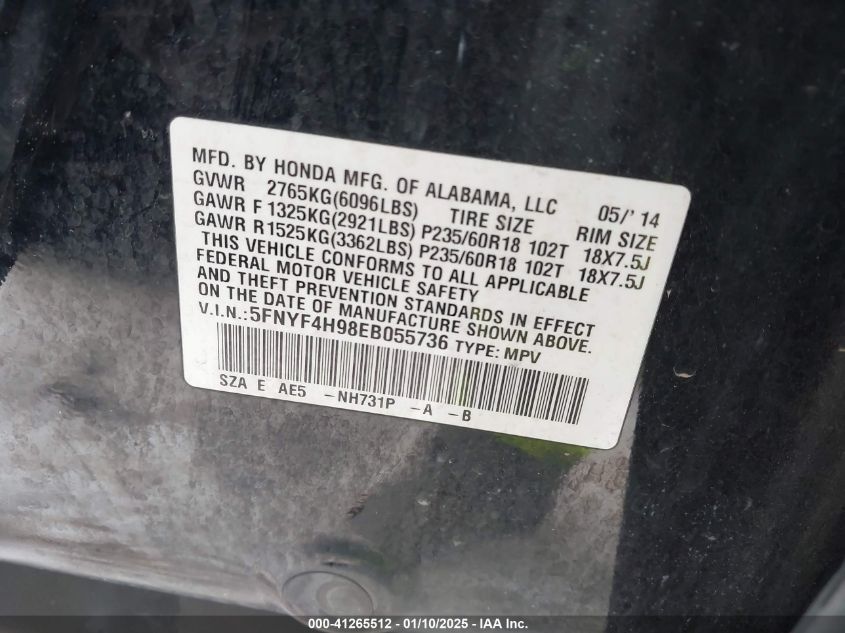 MFD. BY HONDA MFG. OF ALABAMA, LLC 05/' 14
GVWR 2765KG(6096LBS) TIRE SIZE RIM SIZE
GAWR F 1325KG(2921LBS) P235/60R18 102T 18X7.5J
GAWR R1525KG(3362LBS) P235/60R18 102T 18X7.5J
THIS VEHICLE CONFORMS TO ALL APPLICABLE
FEDERAL MOTOR VEHICLE SAFETY
AND THEFT PREVENTION STANDARDS IN EFFECT
ON THE DATE OF MANUFACTURE SHOWN ABOVE.
V.I.N.:5FNYF4H98EB055736 TYPE: MPV
SZA E AE5 -NH731P -A -B
000-41265512 - 01/10/2025 - IAA Inc.